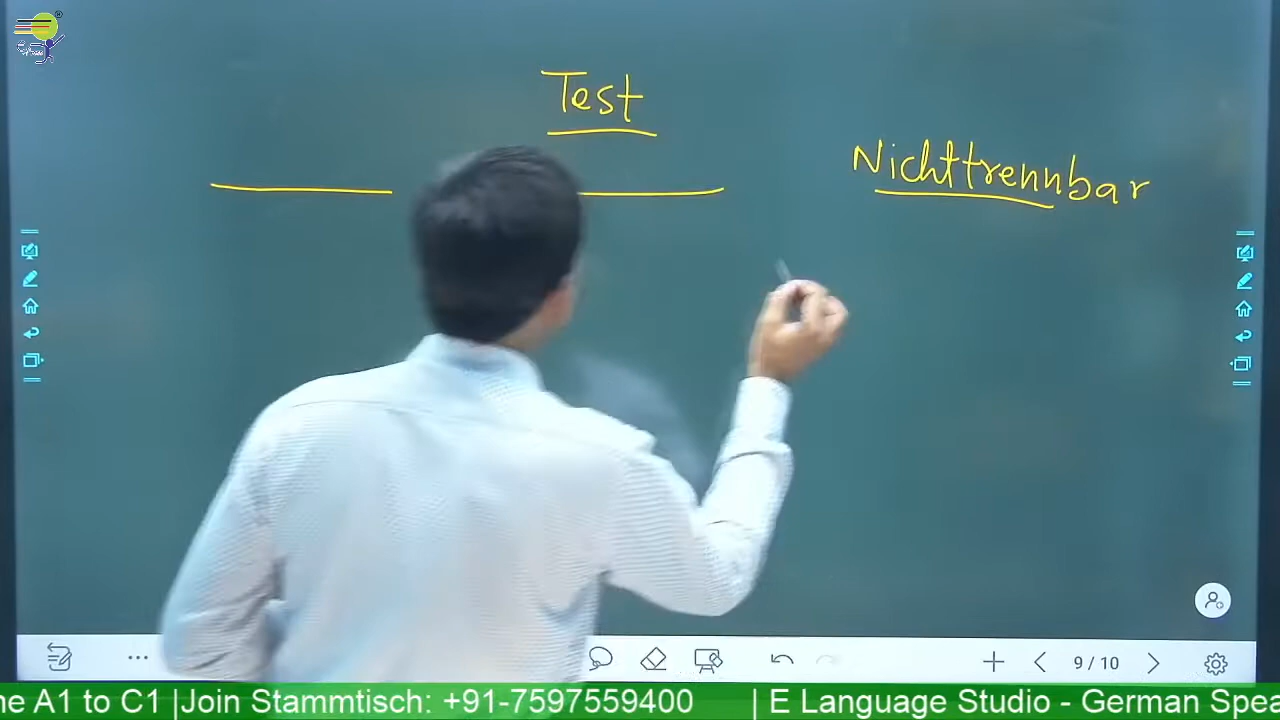 Test
Nichttrennbar
9/10
ne A1 to C1 |Join Stammtisch: +91-7597559400 | E Language Studio - German Spea